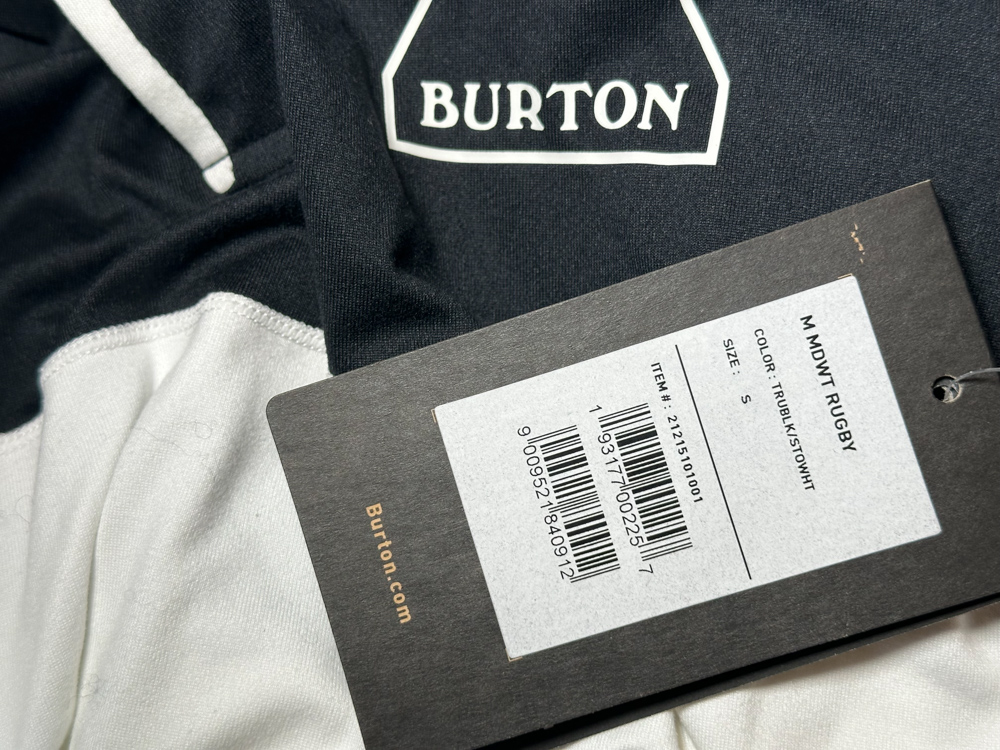 BURTON
M MDWT RUGBY
COLOR : TRUBLK/STOWHT
SIZE : S
ITEM # : 21215101001
1 93177 00225 7
9 009521 840912
Burton.com